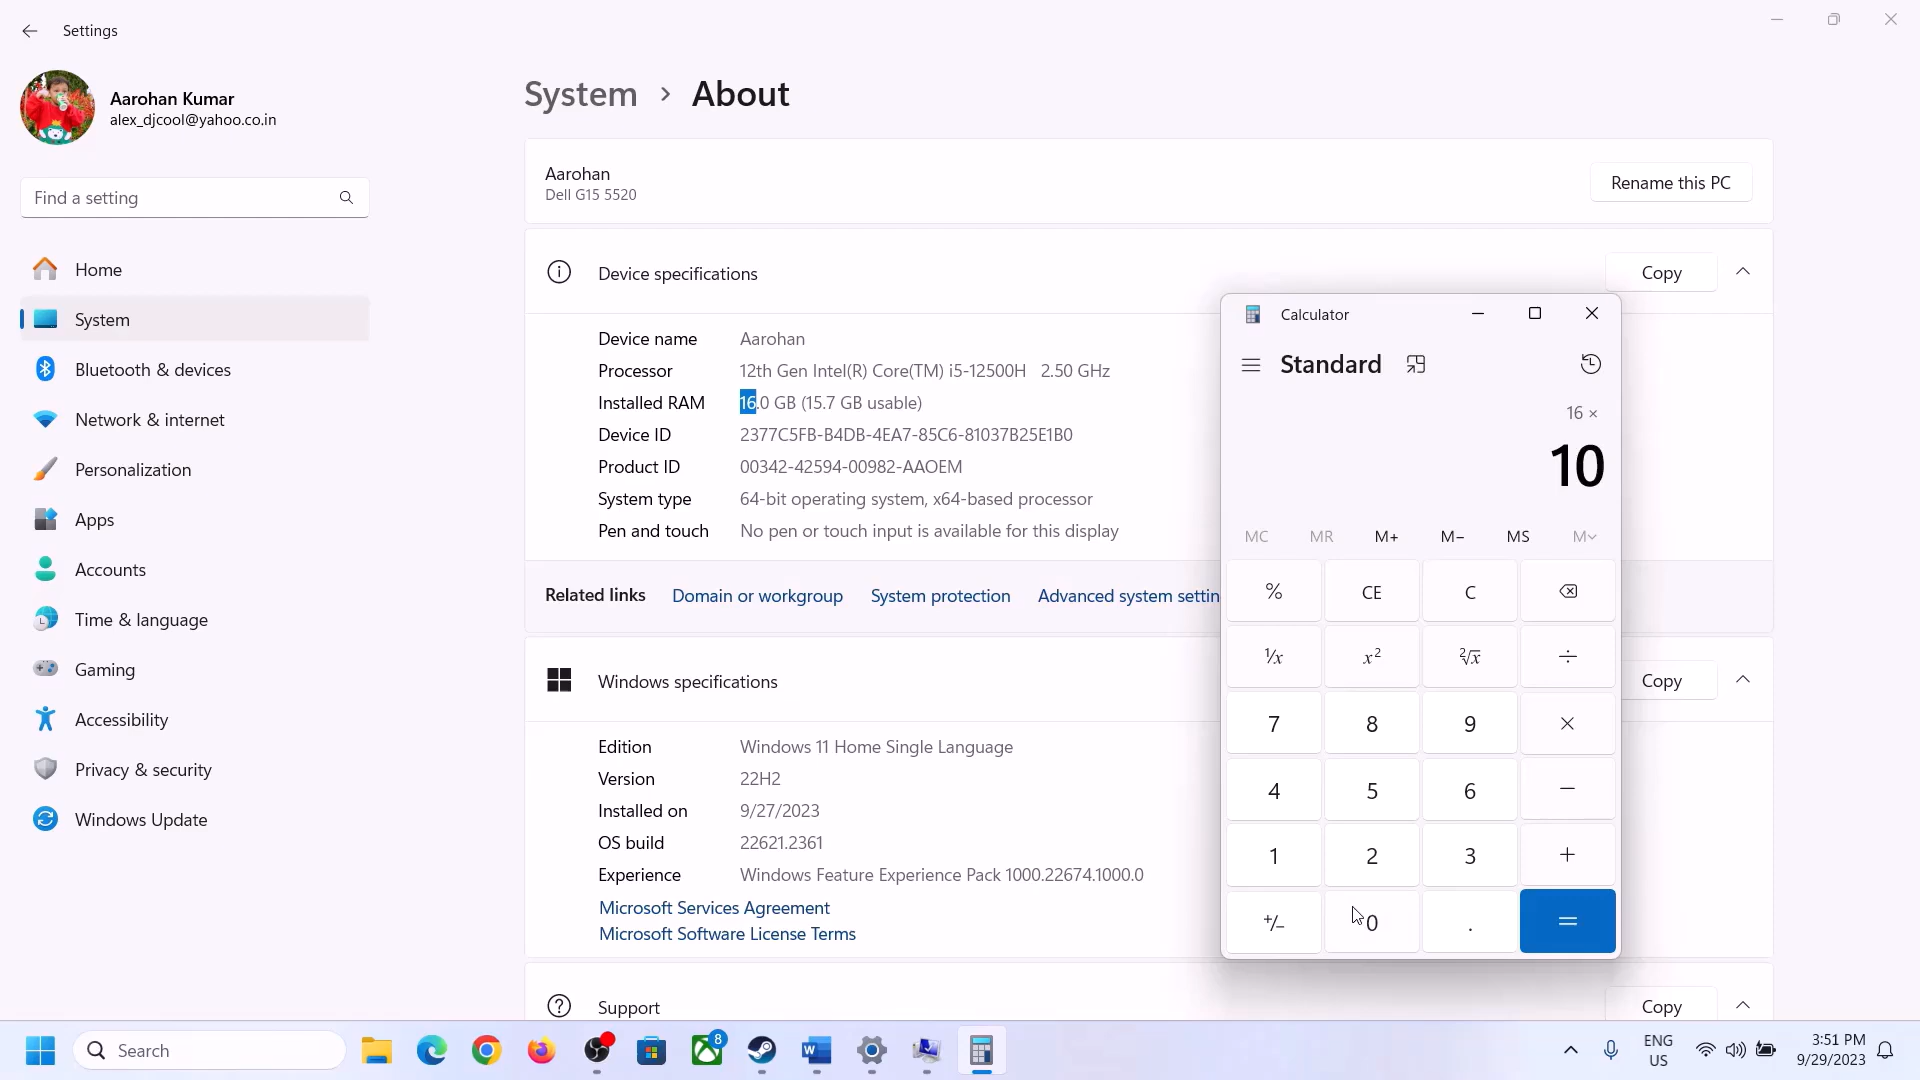 Settings
Aarohan Kumar
alex_djcool@yahoo.co.in
Find a setting
Home
System
Bluetooth & devices
Network & internet
Personalization
Apps
Accounts
Time & language
Gaming
Accessibility
Privacy & security
Windows Update
System > About
Aarohan
Dell G15 5520
Rename this PC
Device specifications
Copy
Device name Aarohan
Processor 12th Gen Intel(R) Core(TM) i5-12500H 2.50 GHz
Installed RAM 16.0 GB (15.7 GB usable)
Device ID 2377C5FB-B4DB-4EA7-85C6-81037B25E1B0
Product ID 00342-42594-00982-AAOEM
System type 64-bit operating system, x64-based processor
Pen and touch No pen or touch input is available for this display
Related links Domain or workgroup System protection Advanced system settin
Windows specifications
Copy
Edition Windows 11 Home Single Language
Version 22H2
Installed on 9/27/2023
OS build 22621.2361
Experience Windows Feature Experience Pack 1000.22674.1000.0
Microsoft Services Agreement
Microsoft Software License Terms
Support
Copy
Calculator
Standard
16 ×
10
MC MR M+ M− MS M
% CE C
¹⁄x x² ²√x ÷
7 8 9 ×
4 5 6 −
1 2 3 +
+/− 0 . =
Search
8
ENG
US
3:51 PM
9/29/2023